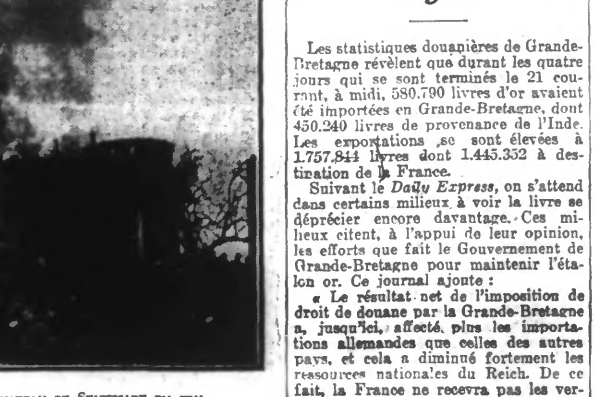 Les statistiques douanières de Grande-
Bretagne révèlent que durant les quatre
jours qui se sont terminés le 21 cou-
rant, à midi, 580.790 livres d'or avaient
été importées en Grande-Bretagne, dont
450.240 livres de provenance de l'Inde.
Les exportations se sont élevées à
1.757.844 livres dont 1.445.352 à des-
tination de la France.
Suivant le Daily Express, on s'attend
dans certains milieux à voir la livre se
déprécier encore davantage. Ces mi-
lieux citent, à l'appui de leur opinion,
les efforts que fait le Gouvernement de
Grande-Bretagne pour maintenir l'éta-
lon or. Ce journal ajoute :
« Le résultat net de l'imposition de
droit de douane par la Grande-Bretagne
a, jusqu'ici, affecté plus les importa-
tions allemandes que celles des autres
pays, et cela a diminué fortement les
ressources nationales du Reich. De ce
fait, la France ne recevra pas les ver-